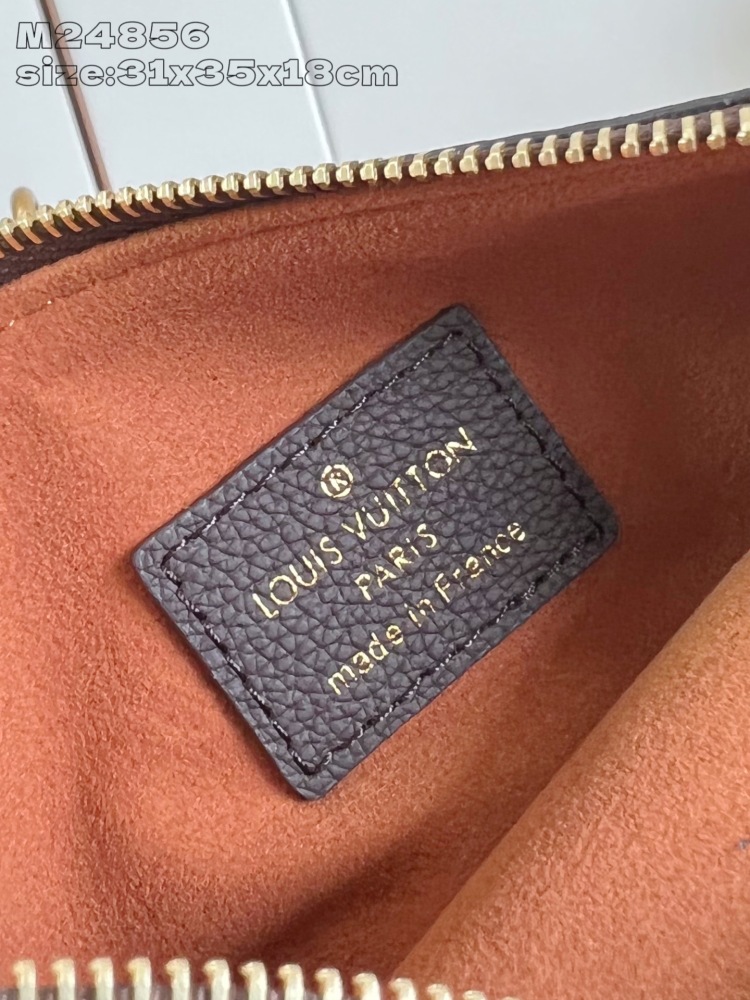 M24856
size:31x35x18cm
R
LOUIS VUITTON
PARIS
made in France